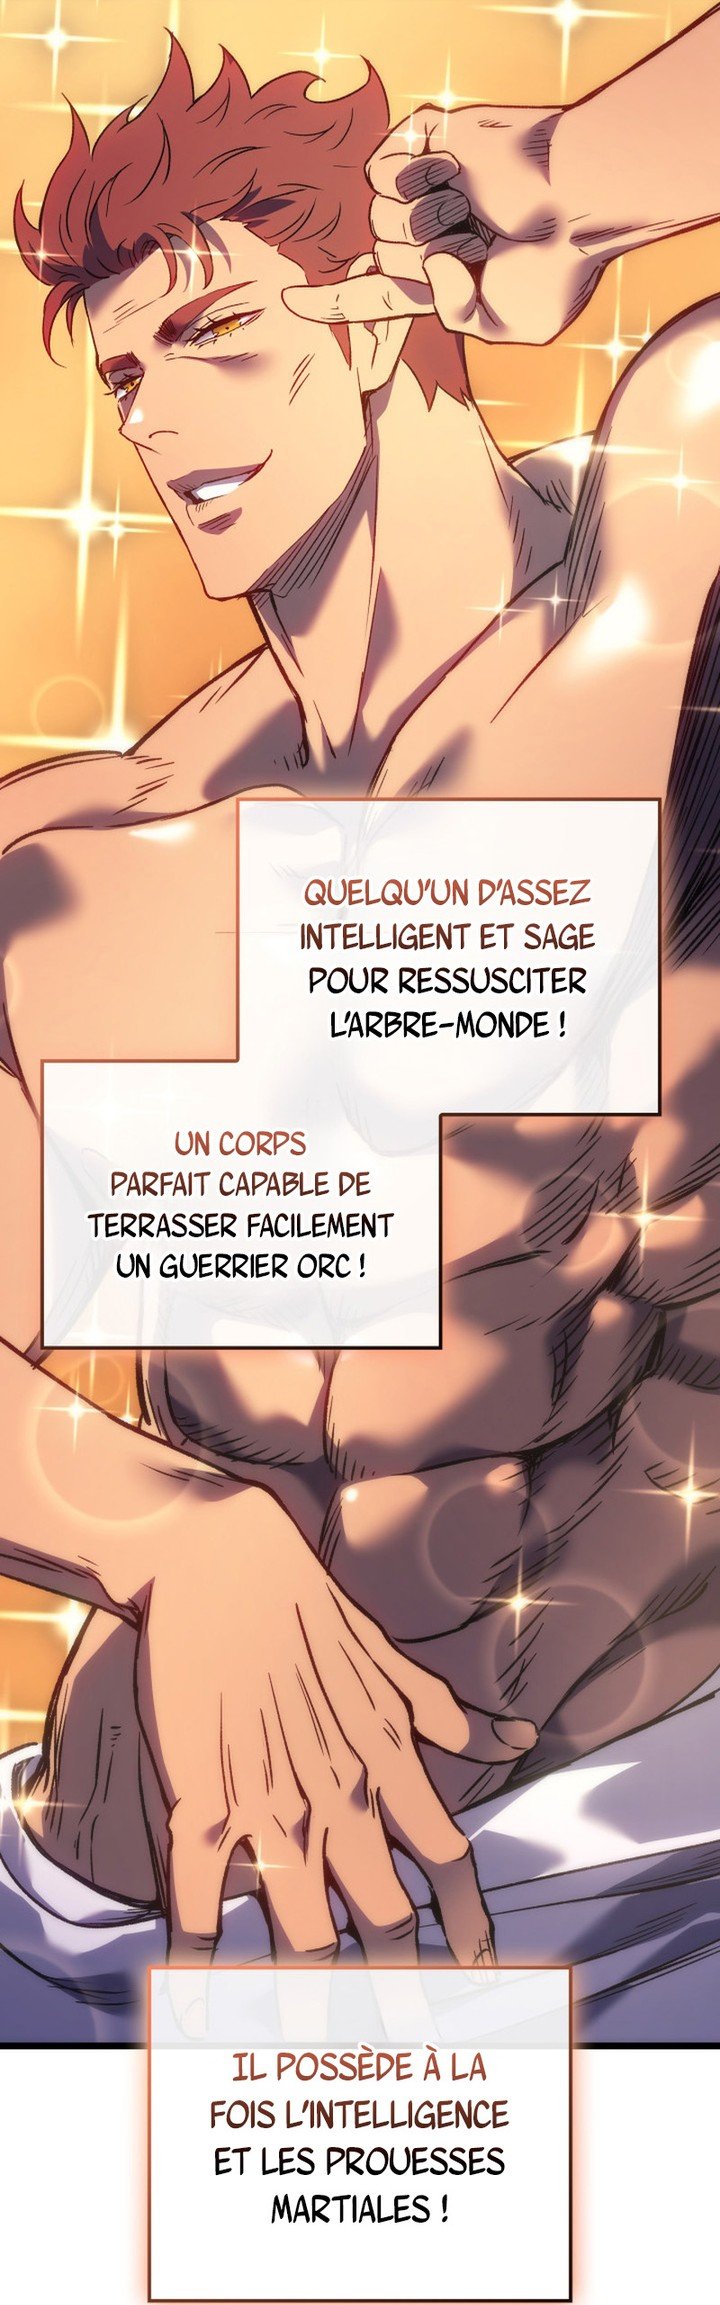 QUELQU'UN D'ASSEZ
INTELLIGENT ET SAGE
POUR RESSUSCITER
L'ARBRE-MONDE !
UN CORPS
PARFAIT CAPABLE DE
TERRASSER FACILEMENT
UN GUERRIER ORC !
IL POSSÈDE À LA
FOIS L'INTELLIGENCE
ET LES PROUESSES
MARTIALES !